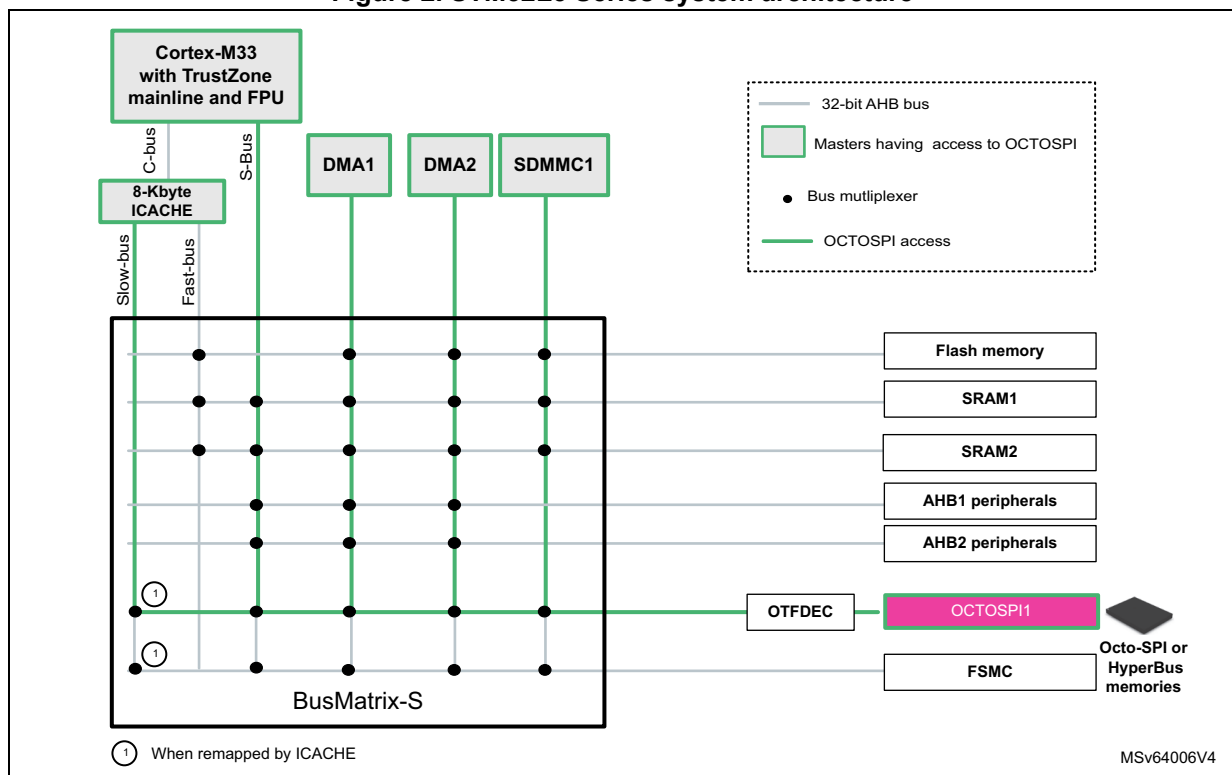 Cortex-M33
with TrustZone
mainline and FPU
C-bus
S-Bus
8-Kbyte
ICACHE
DMA1
DMA2
SDMMC1
Slow-bus
Fast-bus
32-bit AHB bus
Masters having access to OCTOSPI
Bus mutliplexer
OCTOSPI access
Flash memory
SRAM1
SRAM2
AHB1 peripherals
AHB2 peripherals
1
OTFDEC
OCTOSPI1
1
FSMC
Octo-SPI or
HyperBus
memories
BusMatrix-S
1 When remapped by ICACHE
MSv64006V4